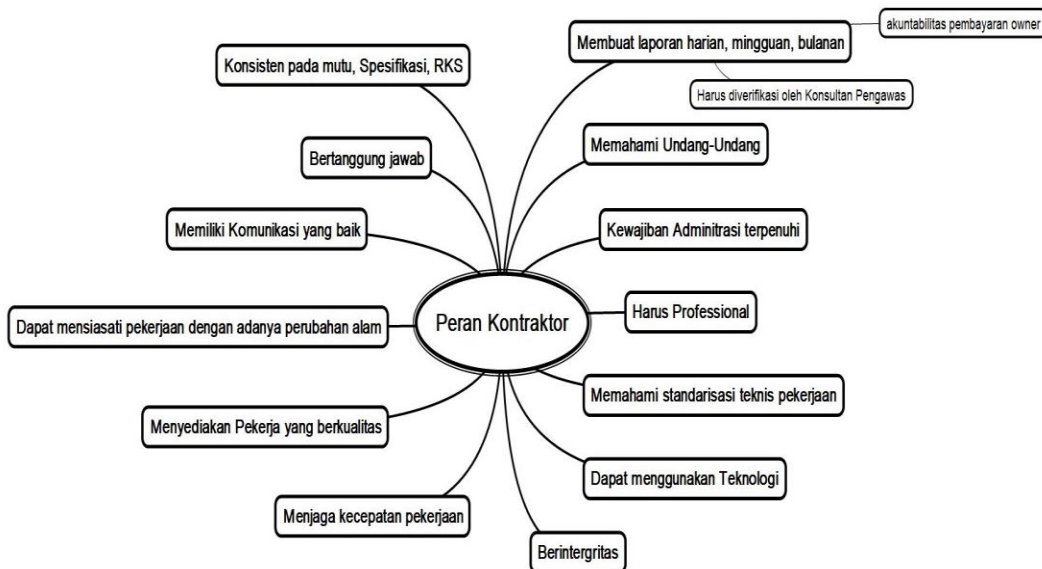 akuntabilitas pembayaran owner
Membuat laporan harian, mingguan, bulanan
Konsisten pada mutu, Spesifikasi, RKS
Harus diverifikasi oleh Konsultan Pengawas
Memahami Undang-Undang
Bertanggung jawab
Memiliki Komunikasi yang baik
Kewajiban Adminitrasi terpenuhi
Harus Professional
Peran Kontraktor
Dapat mensiasati pekerjaan dengan adanya perubahan alam
Memahami standarisasi teknis pekerjaan
Menyediakan Pekerja yang berkualitas
Dapat menggunakan Teknologi
Menjaga kecepatan pekerjaan
Berintergritas